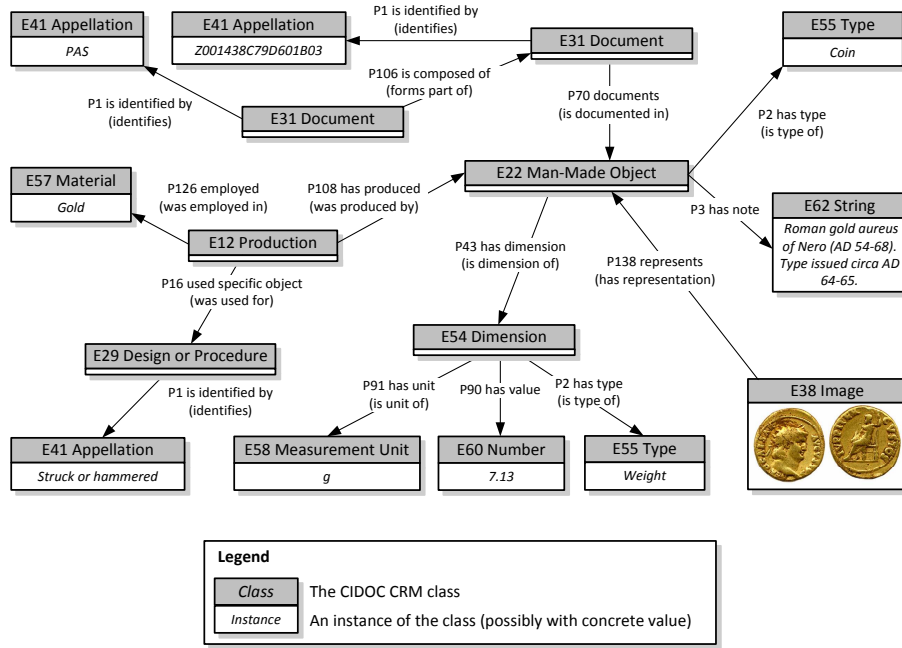 E41 Appellation
PAS
E41 Appellation
Z001438C79D601B03
P1 is identified by
(identifies)
E31 Document
E55 Type
Coin
P106 is composed of
(forms part of)
P1 is identified by
(identifies)
E31 Document
P70 documents
(is documented in)
P2 has type
(is type of)
E57 Material
Gold
P126 employed
(was employed in)
P108 has produced
(was produced by)
E22 Man-Made Object
P3 has note
E62 String
Roman gold aureus
of Nero (AD 54-68).
Type issued circa AD
64-65.
E12 Production
P43 has dimension
(is dimension of)
P138 represents
(has representation)
P16 used specific object
(was used for)
E29 Design or Procedure
E54 Dimension
P1 is identified by
(identifies)
P91 has unit
(is unit of)
P90 has value
P2 has type
(is type of)
E38 Image
E41 Appellation
Struck or hammered
E58 Measurement Unit
g
E60 Number
7.13
E55 Type
Weight
Legend
Class
The CIDOC CRM class
Instance
An instance of the class (possibly with concrete value)